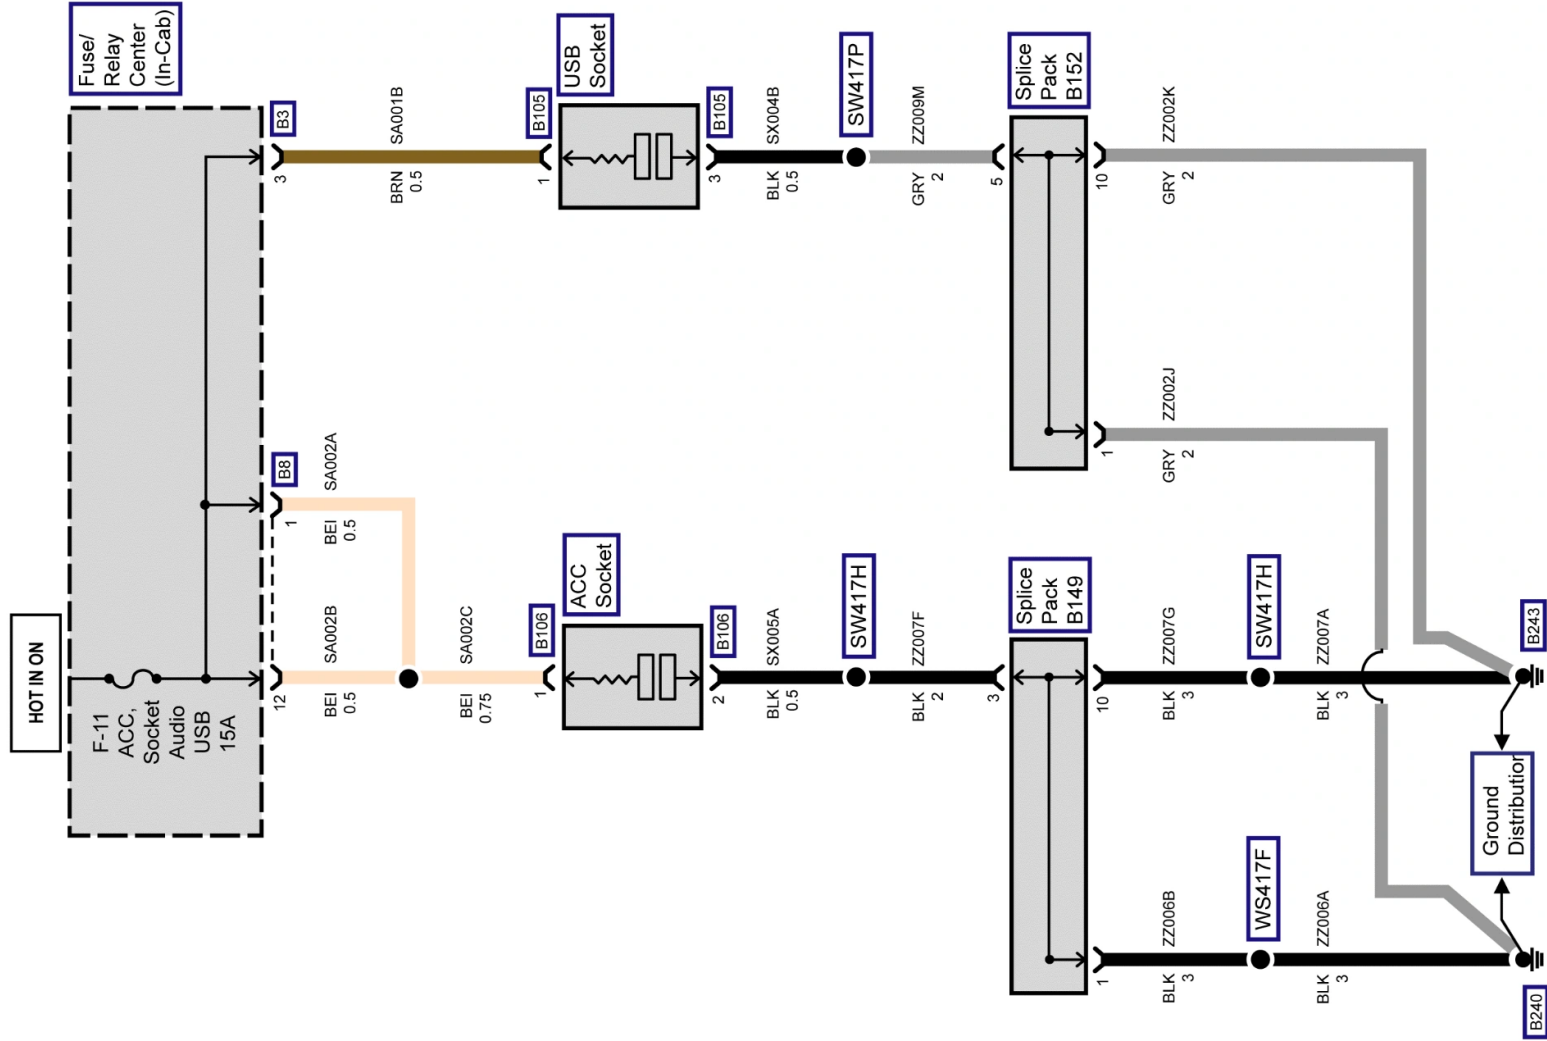 HOT IN ON
Fuse/
Relay
Center
(In-Cab)
F-11
ACC,
Socket
Audio
USB
15A
12
BEI
0.5
SA002B
B8
1
BEI
0.5
SA002A
B3
3
BRN
0.5
SA001B
BEI
0.75
SA002C
B106
1
ACC
Socket
B106
2
BLK
0.5
SX005A
SW417H
BLK
2
ZZ007F
3
B105
1
USB
Socket
B105
3
BLK
0.5
SX004B
SW417P
GRY
2
ZZ009M
5
Splice
Pack
B149
Splice
Pack
B152
1
BLK
3
ZZ006B
WS417F
BLK
3
ZZ006A
10
BLK
3
ZZ007G
SW417H
BLK
3
ZZ007A
1
GRY
2
ZZ002J
10
GRY
2
ZZ002K
Ground
Distribution
B240
B243